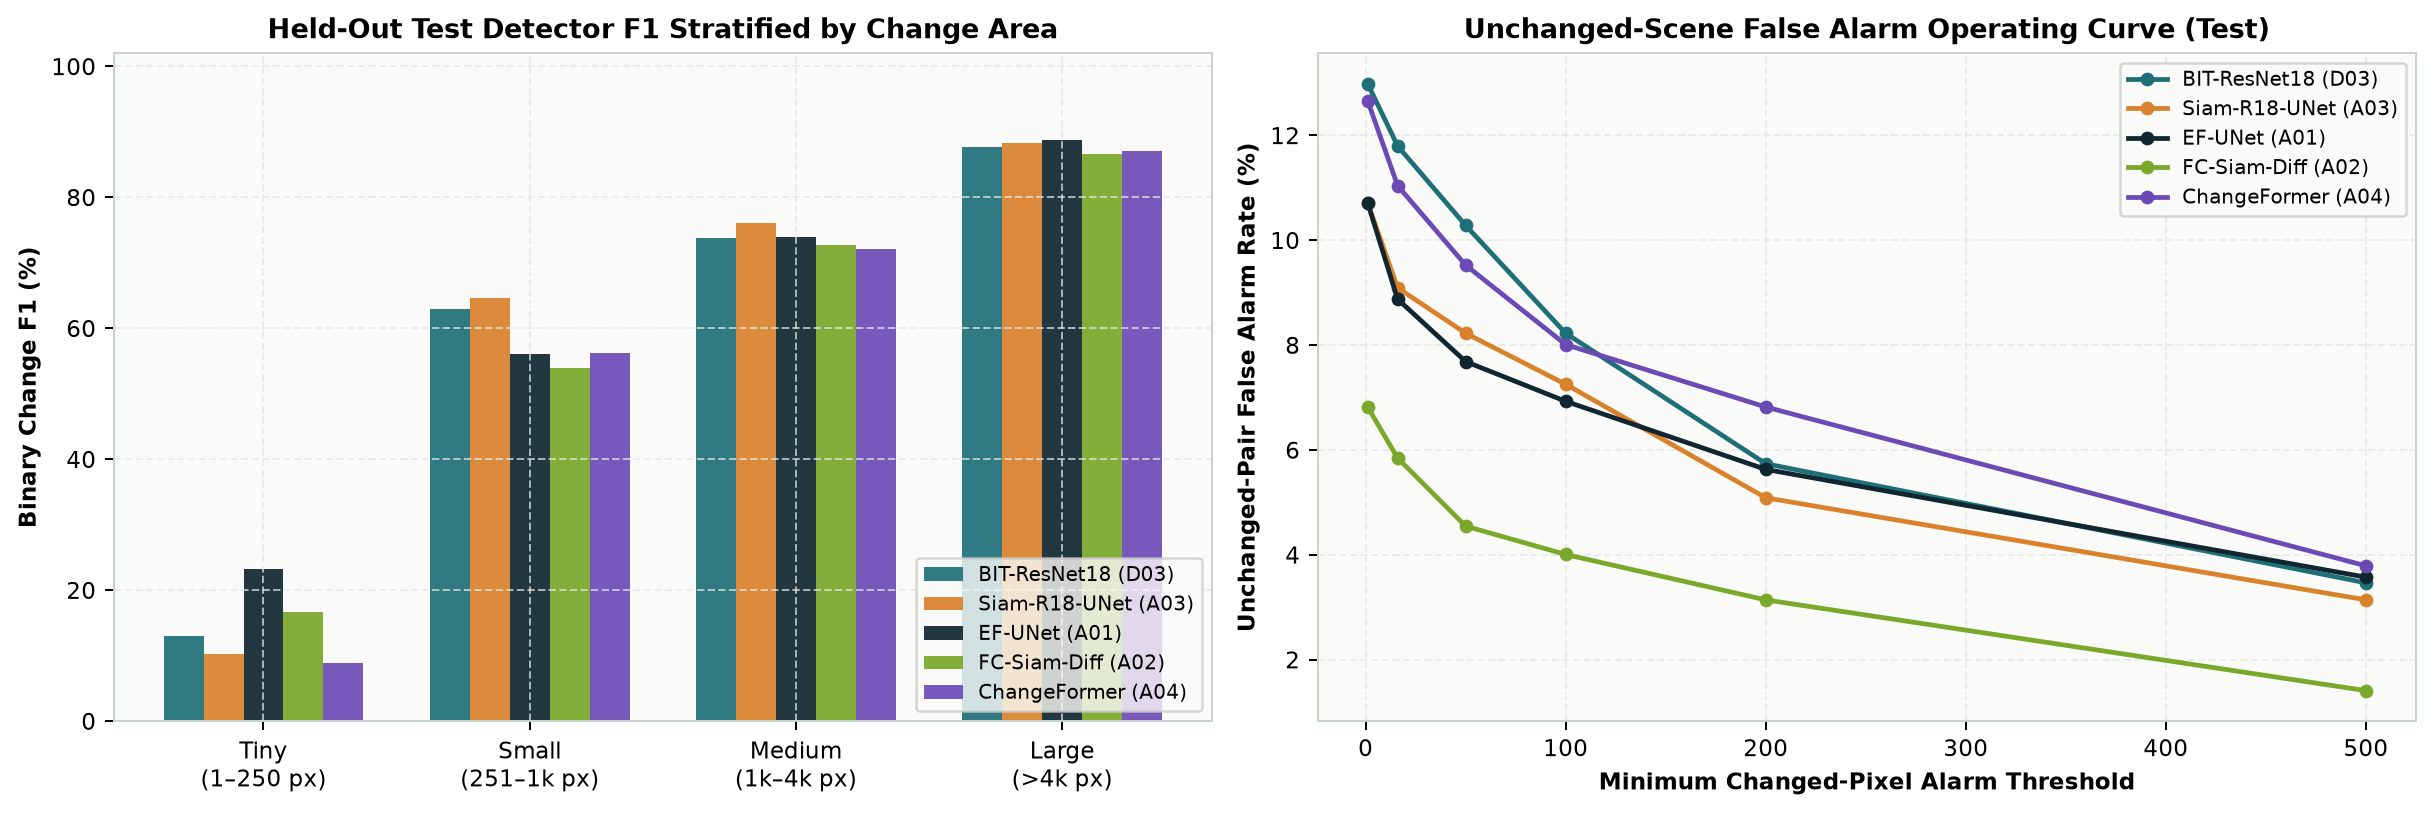 Held-Out Test Detector F1 Stratified by Change Area
Binary Change F1 (%)
100
80
60
40
20
0
Tiny
(1–250 px)
Small
(251–1k px)
Medium
(1k–4k px)
Large
(>4k px)
BIT-ResNet18 (D03)
Siam-R18-UNet (A03)
EF-UNet (A01)
FC-Siam-Diff (A02)
ChangeFormer (A04)
Unchanged-Scene False Alarm Operating Curve (Test)
Unchanged-Pair False Alarm Rate (%)
12
10
8
6
4
2
0
100
200
300
400
500
Minimum Changed-Pixel Alarm Threshold
BIT-ResNet18 (D03)
Siam-R18-UNet (A03)
EF-UNet (A01)
FC-Siam-Diff (A02)
ChangeFormer (A04)